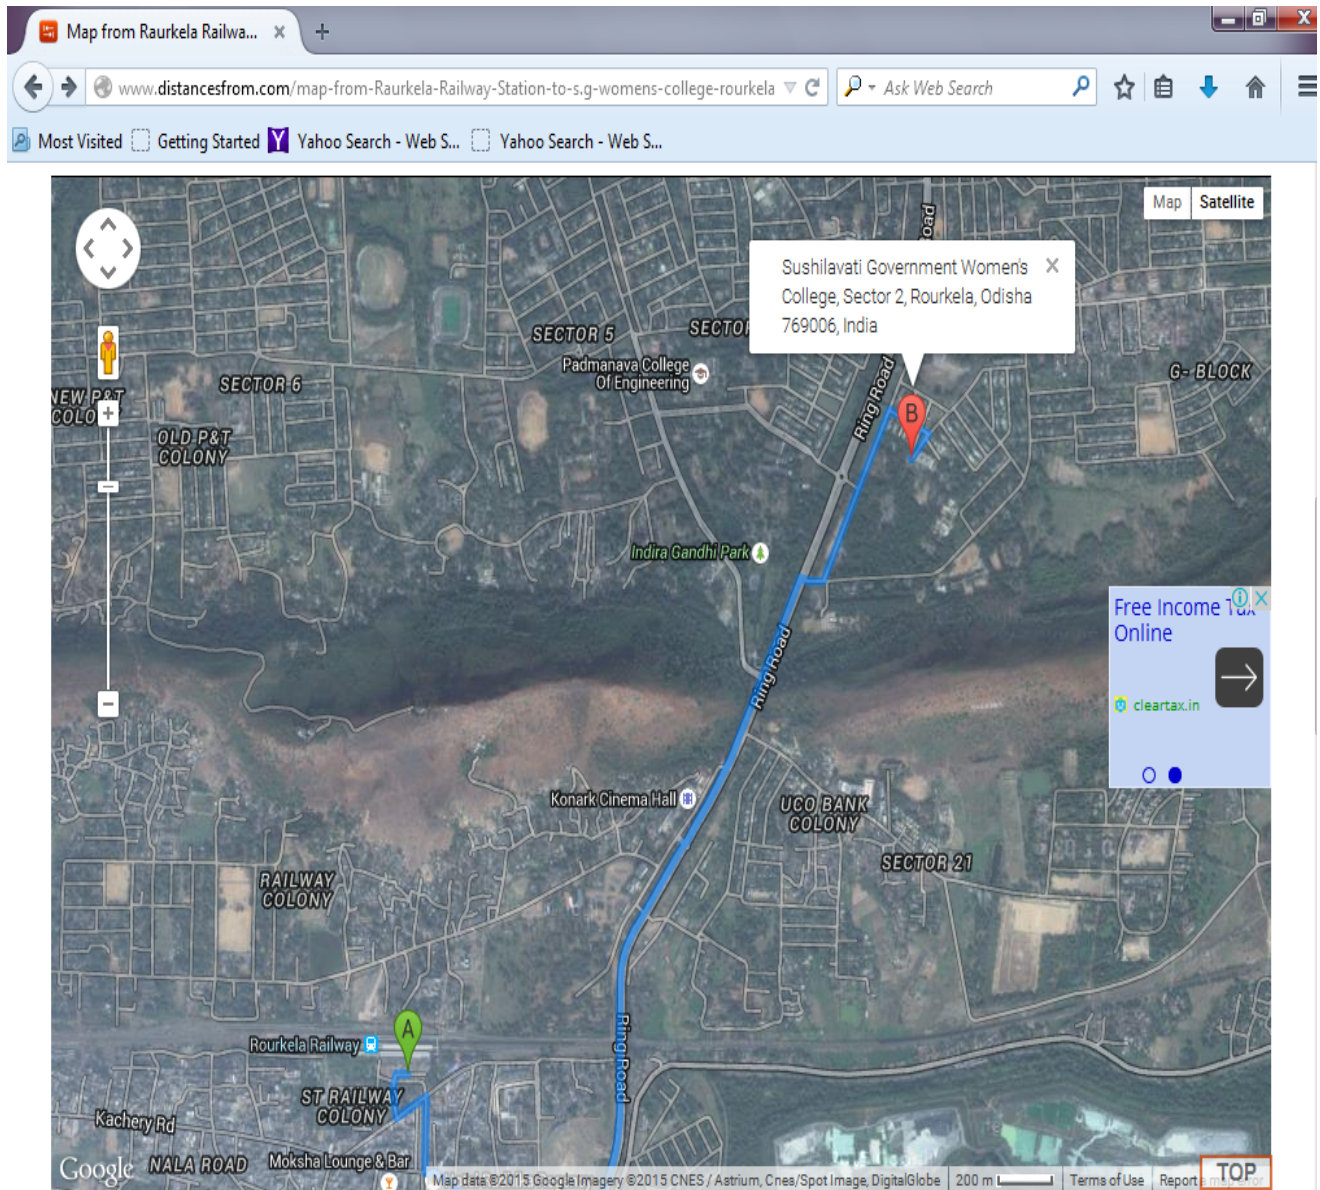 Map from Raurkela Railwa...
www.distancesfrom.com/map-from-Raurkela-Railway-Station-to-s.g-womens-college-rourkela
Ask Web Search
Most Visited
Getting Started
Yahoo Search - Web S...
Yahoo Search - Web S...
Map
Satellite
Road
Sushilavati Government Women's
College, Sector 2, Rourkela, Odisha
769006, India
SECTOR 5
Padmanava College
Of Engineering
SECTOR 6
G- BLOCK
NEW P&T
OLD P&T
COLONY
Ring Road
B
Indira Gandhi Park
Free Income Tax
Online
cleartax.in
Ring Road
Konark Cinema Hall
UCO BANK
COLONY
SECTOR 21
RAILWAY
COLONY
A
Rourkela Railway
Ring Road
ST RAILWAY
COLONY
Kachery Rd
NALA ROAD
Moksha Lounge & Bar
Google
Map data ©2015 Google Imagery ©2015 CNES / Astrium, Cnes/Spot Image, DigitalGlobe
200 m
Terms of Use
Report
TOP